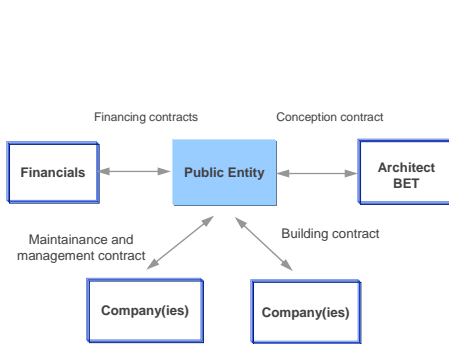 Financing contracts
Conception contract
Financials
Public Entity
Architect
BET
Maintainance and
management contract
Building contract
Company(ies)
Company(ies)